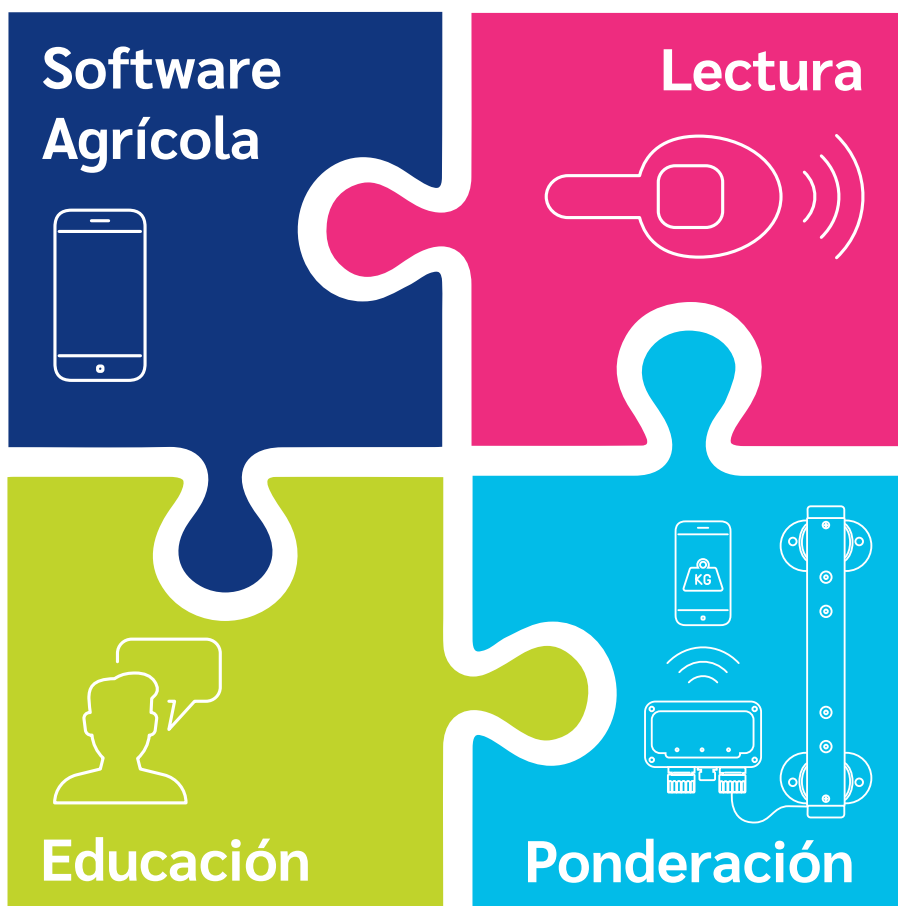 Software
Agrícola
Lectura
KG
Educación
Ponderación